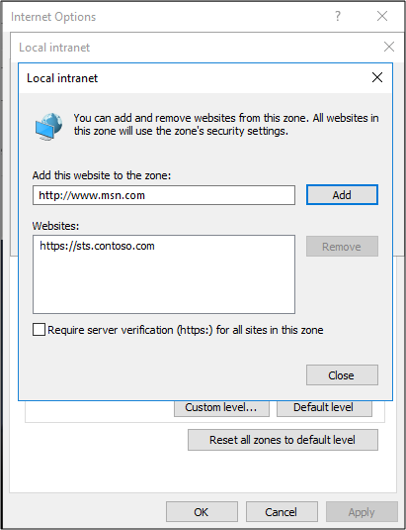 Internet Options
?
Local intranet
Local intranet
You can add and remove websites from this zone. All websites in
this zone will use the zone's security settings.
Add this website to the zone:
http://www.msn.com
Add
Websites:
https://sts.contoso.com
Remove
Require server verification (https:) for all sites in this zone
Close
Custom level...
Default level
Reset all zones to default level
OK
Cancel
Apply